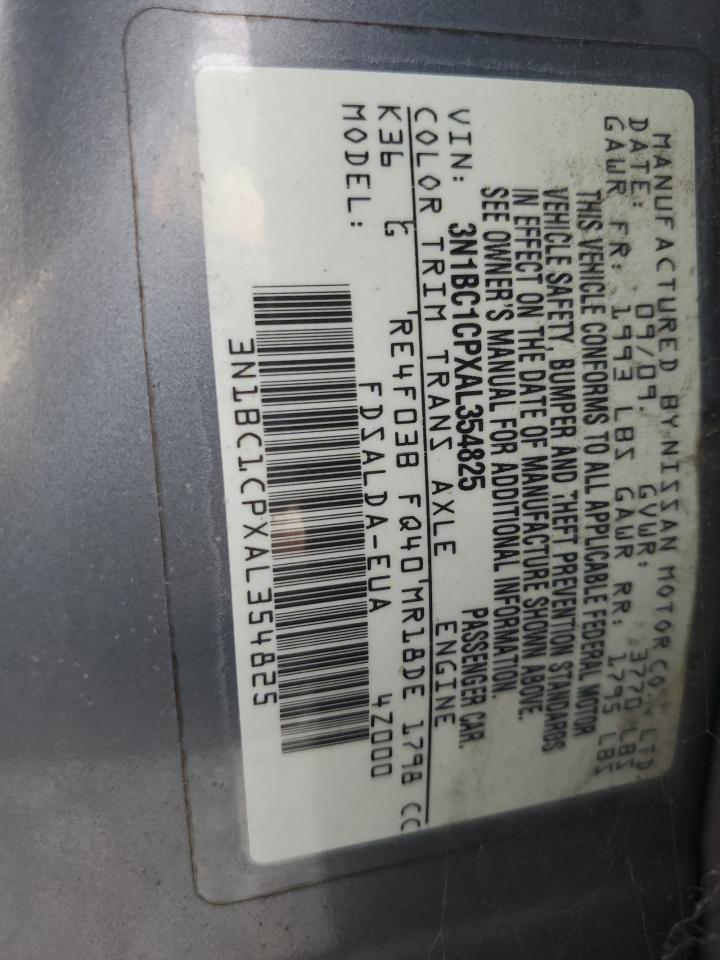 MANUFACTURED BY NISSAN MOTOR CO., LTD.
DATE: 09/09. GVWR: 3770 LBS
GAWR FR: 1993 LBS GAWR RR: 1795 LBS
THIS VEHICLE CONFORMS TO ALL APPLICABLE FEDERAL MOTOR
VEHICLE SAFETY, BUMPER AND THEFT PREVENTION STANDARDS
IN EFFECT ON THE DATE OF MANUFACTURE SHOWN ABOVE.
SEE OWNER'S MANUAL FOR ADDITIONAL INFORMATION.
VIN: 3N1BC1CPXAL354825 PASSENGER CAR.
COLOR TRIM TRANS AXLE ENGINE
K36 G RE4F03B FQ40 MR18DE 1798 CC
MODEL: FDSALDA-EUA 4Z000
3N1BC1CPXAL354825